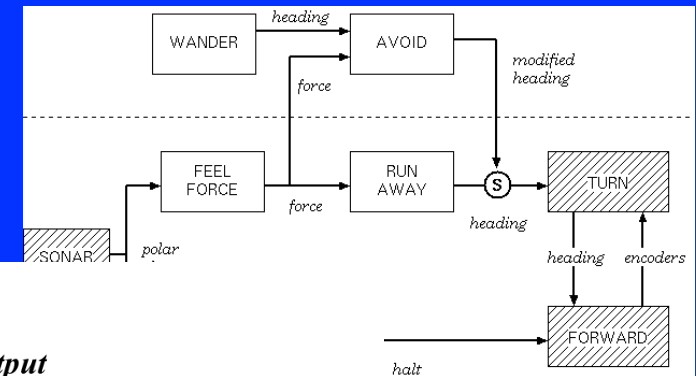 heading
WANDER
AVOID
modified
heading
force
FEEL
FORCE
RUN
AWAY
S
TURN
force
heading
SONAR
polar
heading
encoders
FORWARD
halt